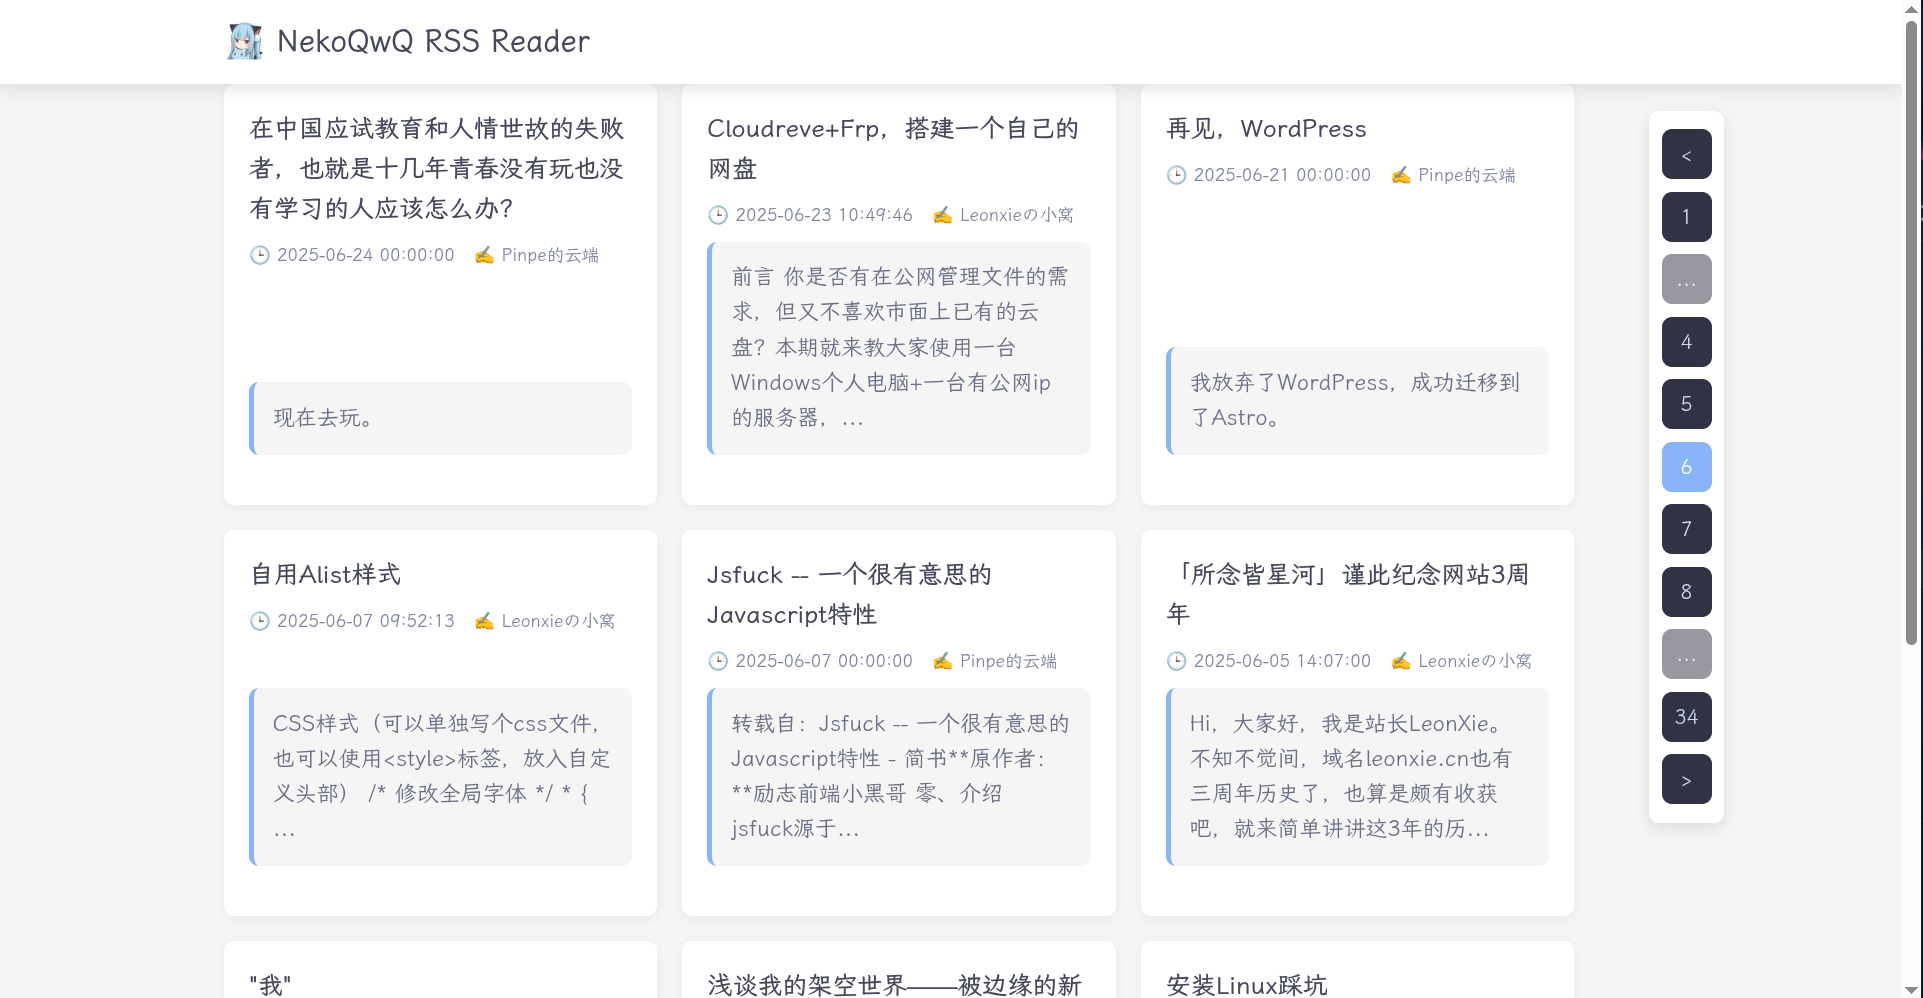 NekoQwQ RSS Reader
在中国应试教育和人情世故的失败
者，也就是十几年青春没有玩也没
有学习的人应该怎么办？
🕒 2025-06-24 00:00:00 ✍️ Pinpe的云端
现在去玩。
Cloudreve+Frp，搭建一个自己的
网盘
🕒 2025-06-23 10:49:46 ✍️ Leonxieの小窝
前言 你是否有在公网管理文件的需
求，但又不喜欢市面上已有的云
盘？本期就来教大家使用一台
Windows个人电脑+一台有公网ip
的服务器，...
再见，WordPress
🕒 2025-06-21 00:00:00 ✍️ Pinpe的云端
我放弃了WordPress，成功迁移到
了Astro。
自用Alist样式
🕒 2025-06-07 09:52:13 ✍️ Leonxieの小窝
CSS样式（可以单独写个css文件，
也可以使用<style>标签，放入自定
义头部） /* 修改全局字体 */ * {
...
Jsfuck -- 一个很有意思的
Javascript特性
🕒 2025-06-07 00:00:00 ✍️ Pinpe的云端
转载自：Jsfuck -- 一个很有意思的
Javascript特性 - 简书**原作者：
**励志前端小黑哥 零、介绍
jsfuck源于...
「所念皆星河」谨此纪念网站3周
年
🕒 2025-06-05 14:07:00 ✍️ Leonxieの小窝
Hi，大家好，我是站长LeonXie。
不知不觉间，域名leonxie.cn也有
三周年历史了，也算是颇有收获
吧，就来简单讲讲这3年的历...
"我"
浅谈我的架空世界——被边缘的新
安装Linux踩坑
<
1
...
4
5
6
7
8
...
34
>